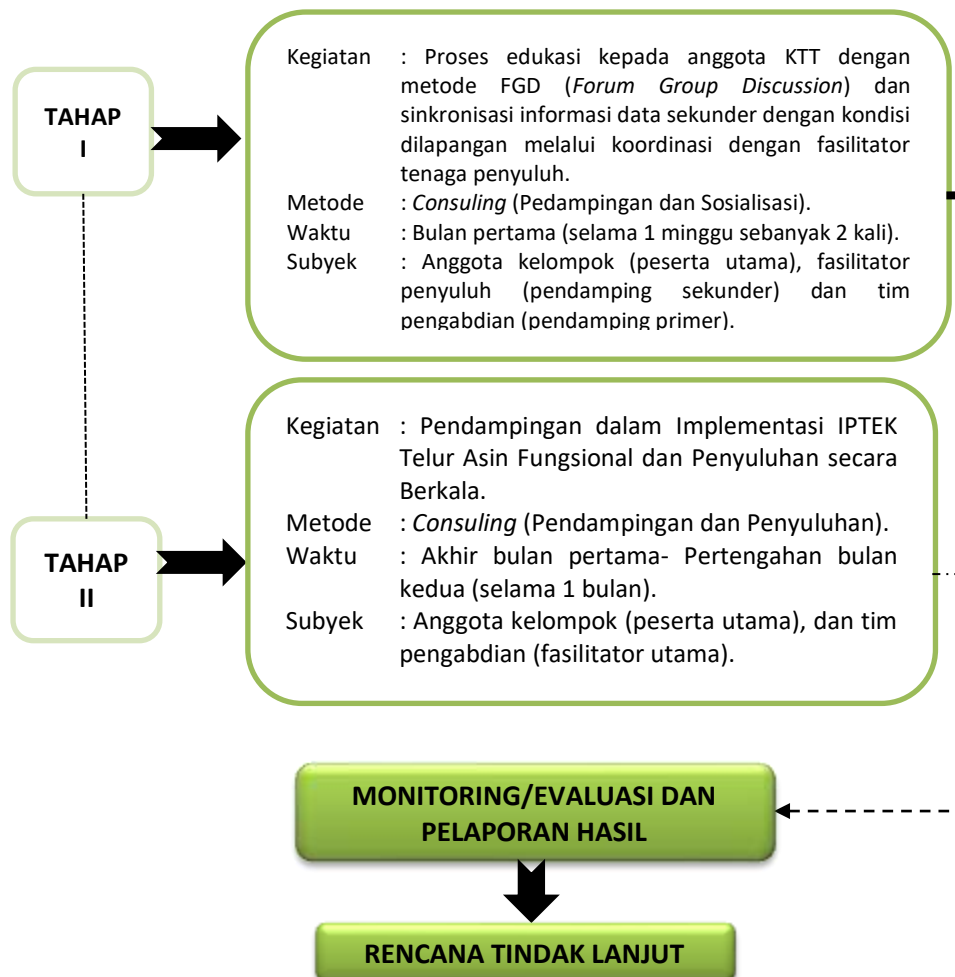 TAHAP
I
Kegiatan : Proses edukasi kepada anggota KTT dengan
metode FGD (Forum Group Discussion) dan
sinkronisasi informasi data sekunder dengan kondisi
dilapangan melalui koordinasi dengan fasilitator
tenaga penyuluh.
Metode : Consuling (Pedampingan dan Sosialisasi).
Waktu : Bulan pertama (selama 1 minggu sebanyak 2 kali).
Subyek : Anggota kelompok (peserta utama), fasilitator
penyuluh (pendamping sekunder) dan tim
pengabdian (pendamping primer).
TAHAP
II
Kegiatan : Pendampingan dalam Implementasi IPTEK
Telur Asin Fungsional dan Penyuluhan secara
Berkala.
Metode : Consuling (Pendampingan dan Penyuluhan).
Waktu : Akhir bulan pertama- Pertengahan bulan
kedua (selama 1 bulan).
Subyek : Anggota kelompok (peserta utama), dan tim
pengabdian (fasilitator utama).
MONITORING/EVALUASI DAN
PELAPORAN HASIL
RENCANA TINDAK LANJUT